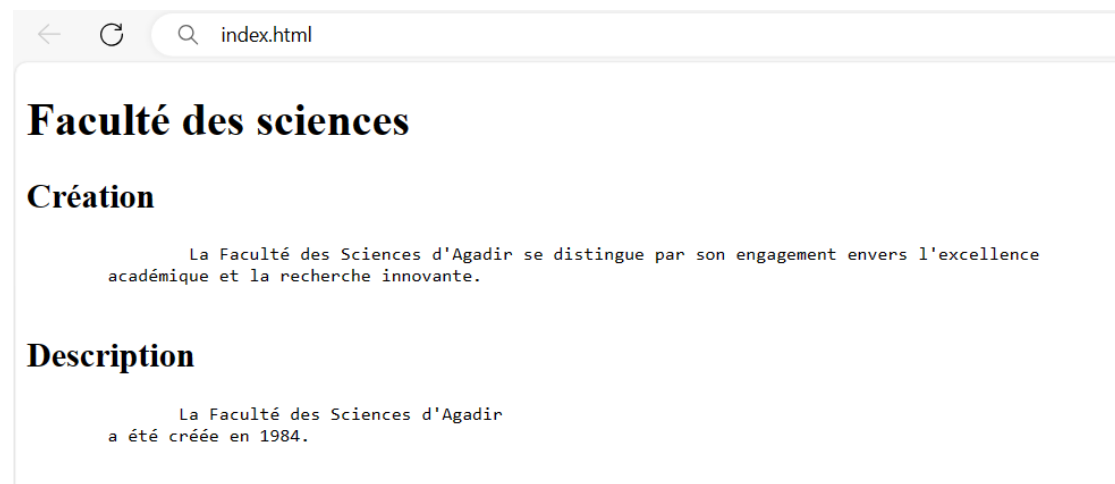 index.html
Faculté des sciences
Création
La Faculté des Sciences d'Agadir se distingue par son engagement envers l'excellence
académique et la recherche innovante.
Description
La Faculté des Sciences d'Agadir
a été créée en 1984.